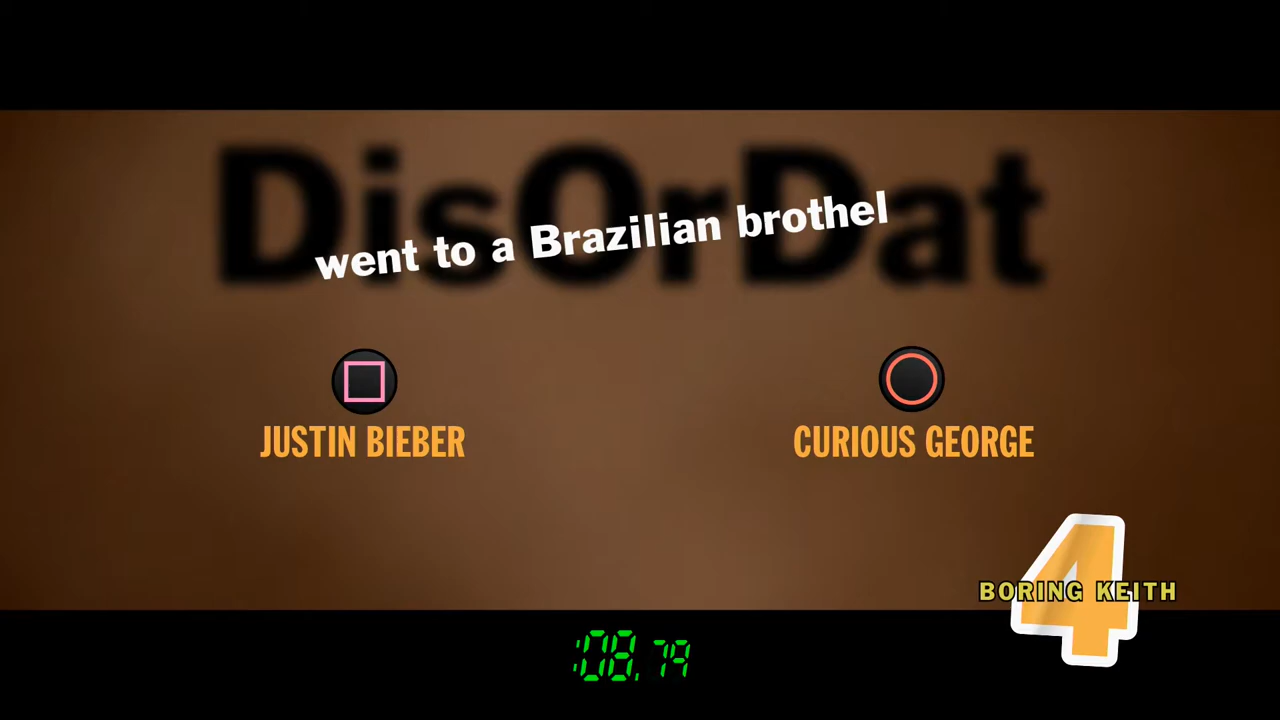 DisOrDat
went to a Brazilian brothel
JUSTIN BIEBER
CURIOUS GEORGE
4
BORING KEITH
:08.79